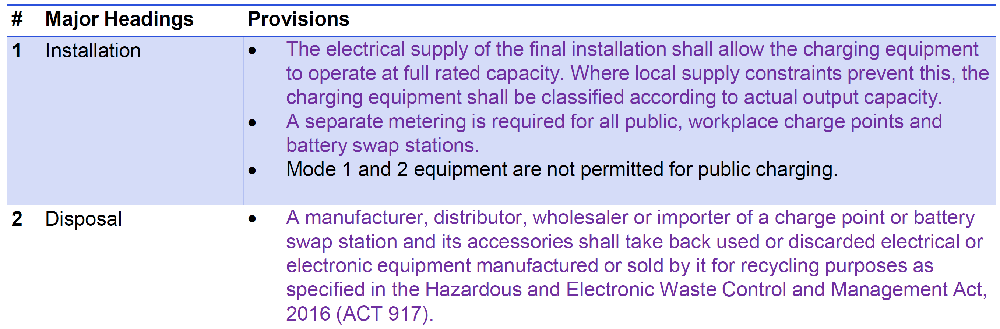 # Major Headings Provisions
1 Installation • The electrical supply of the final installation shall allow the charging equipment
to operate at full rated capacity. Where local supply constraints prevent this, the
charging equipment shall be classified according to actual output capacity.
• A separate metering is required for all public, workplace charge points and
battery swap stations.
• Mode 1 and 2 equipment are not permitted for public charging.
2 Disposal • A manufacturer, distributor, wholesaler or importer of a charge point or battery
swap station and its accessories shall take back used or discarded electrical or
electronic equipment manufactured or sold by it for recycling purposes as
specified in the Hazardous and Electronic Waste Control and Management Act,
2016 (ACT 917).